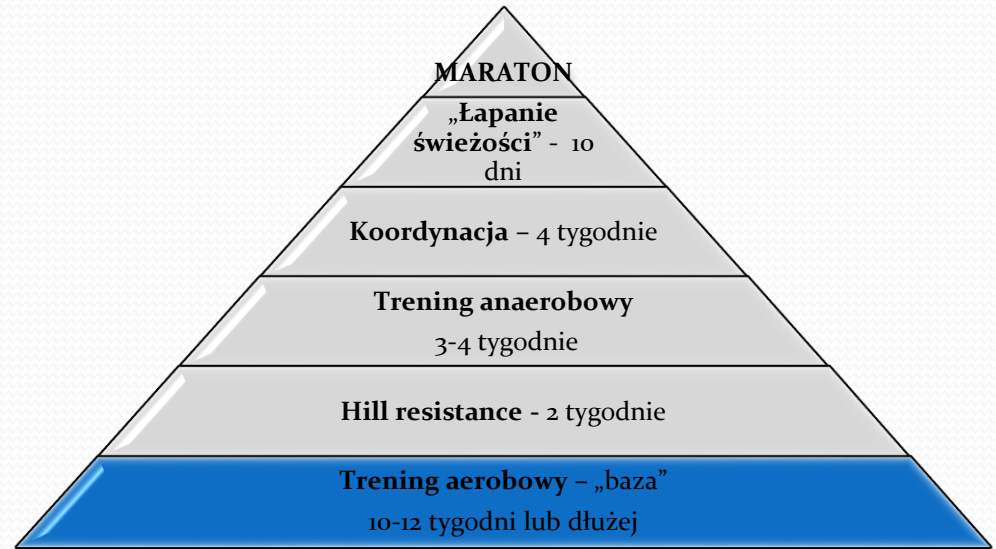 MARATON
„Łapanie
świeżości” - 10
dni
Koordynacja – 4 tygodnie
Trening anaerobowy
3-4 tygodnie
Hill resistance - 2 tygodnie
Trening aerobowy – „baza”
10-12 tygodni lub dłużej